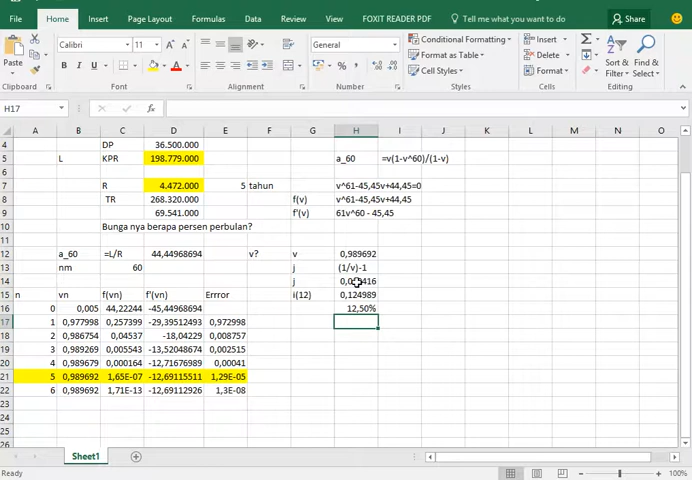 File Home Insert Page Layout Formulas Data Review View FOXIT READER PDF Tell me what you want to do Share
Paste Calibri 11 A A General Conditional Formatting Insert Sort & Find &
B I U A % Format as Table Delete Filter Select
Cell Styles Format
Clipboard Font Alignment Number Styles Cells Editing
H17 fx
A B C D E F G H I J K L M N O
4 DP 36.500.000
5 L KPR 198.779.000 a_60 =v(1-v^60)/(1-v)
7 R 4.472.000 5 tahun v^61-45,45v+44,45=0
8 TR 268.320.000 f(v) v^61-45,45v+44,45
9 69.541.000 f'(v) 61v^60 - 45,45
10 Bunga nya berapa persen perbulan?
11
12 a_60 =L/R 44,44968694 v? v 0,989692
13 nm 60 j (1/v)-1
14 j
15 n vn f(vn) f'(vn) Errror i(12) 0,124989
16 0 0,005 44,22244 -45,44968694 12,50%
17 1 0,977998 0,257399 -29,39512493 0,972998
18 2 0,986754 0,04537 -18,04229 0,008757
19 3 0,989269 0,005543 -13,52048674 0,002515
20 4 0,989679 0,000164 -12,71676989 0,00041
21 5 0,989692 1,65E-07 -12,69115511 1,29E-05
22 6 0,989692 1,71E-13 -12,69112926 1,3E-08
23
24
25
26
Sheet1
Ready 100%